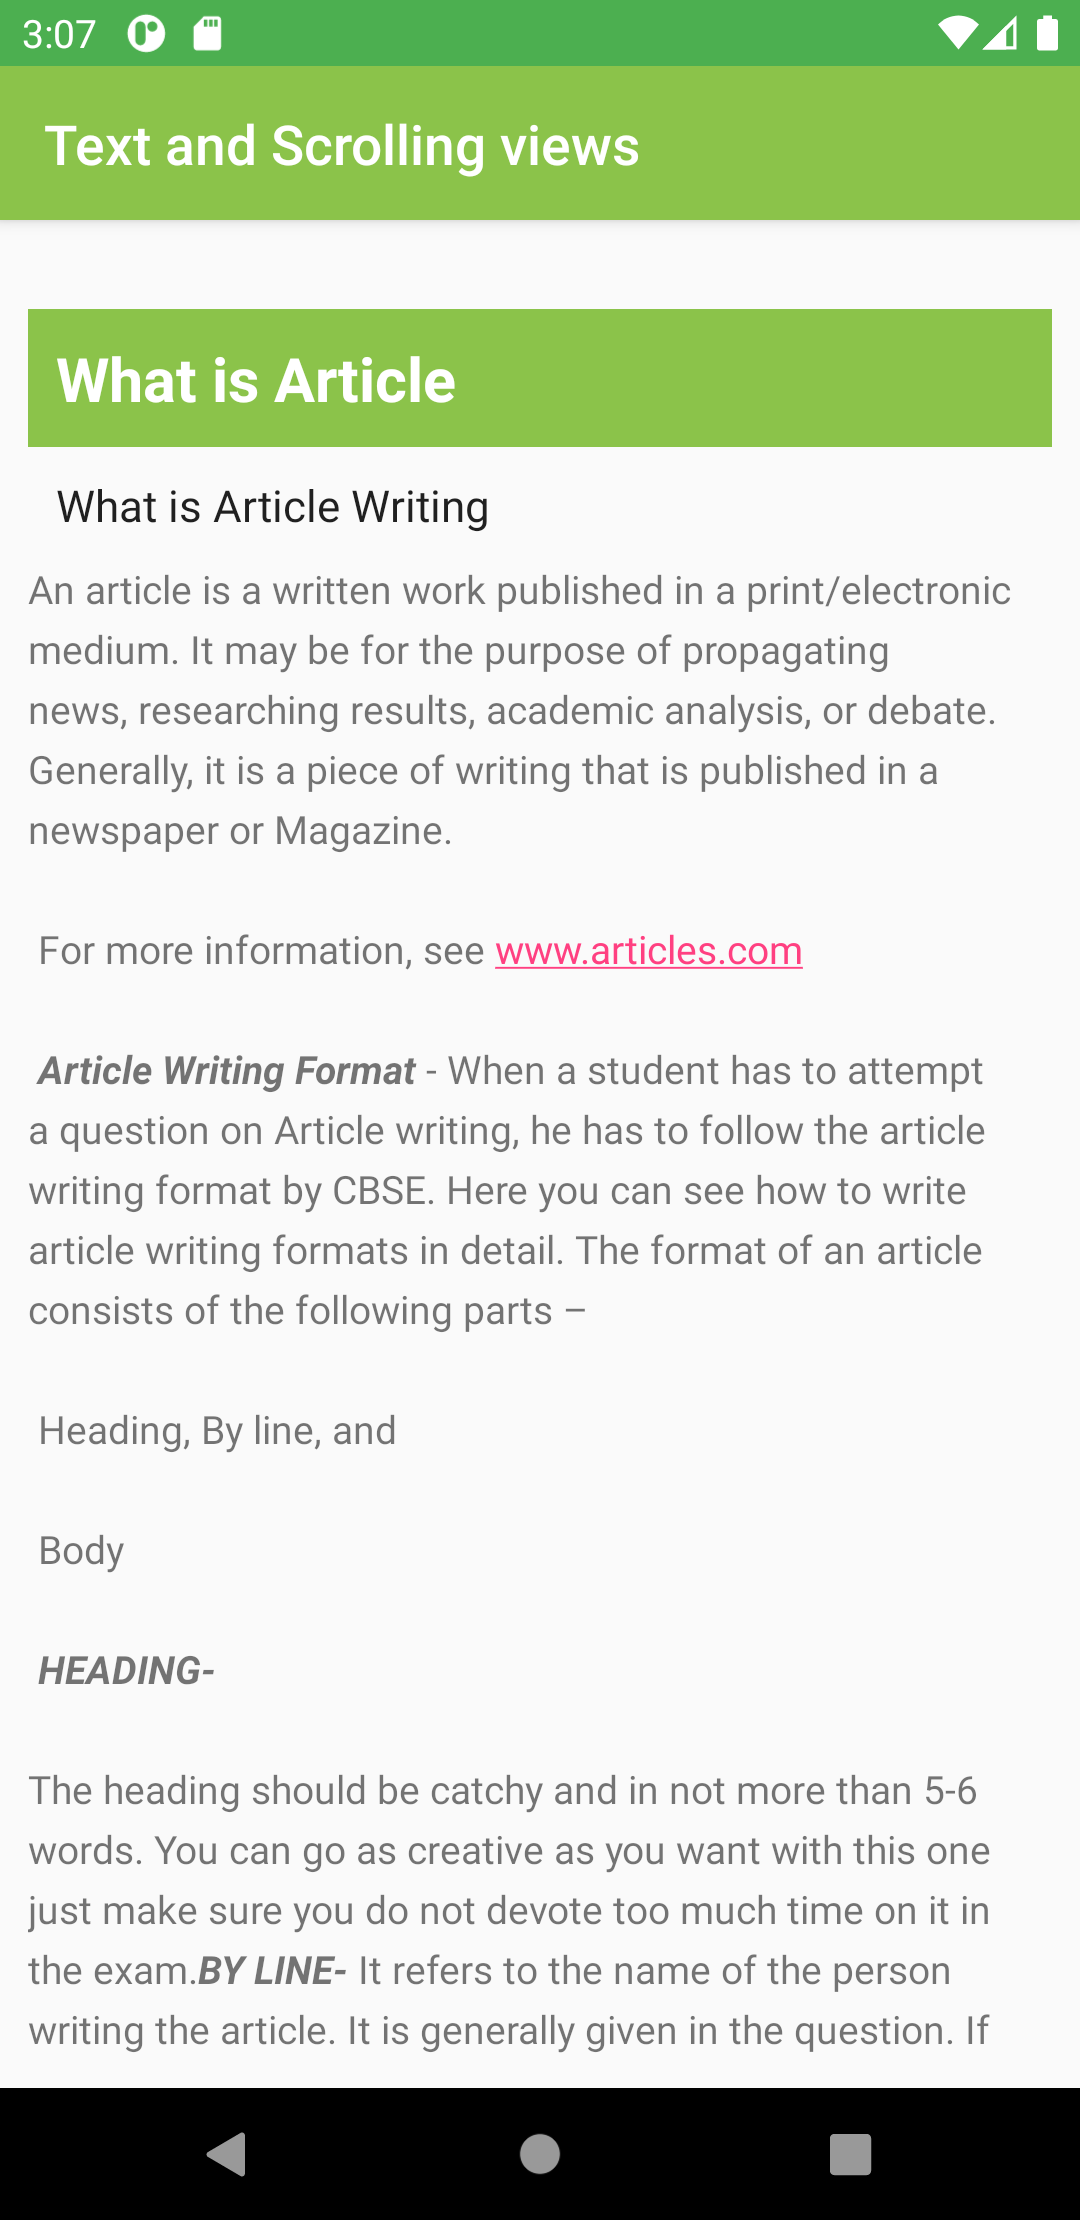 3:07
Text and Scrolling views
What is Article
What is Article Writing
An article is a written work published in a print/electronic
medium. It may be for the purpose of propagating
news, researching results, academic analysis, or debate.
Generally, it is a piece of writing that is published in a
newspaper or Magazine.
For more information, see www.articles.com
Article Writing Format - When a student has to attempt
a question on Article writing, he has to follow the article
writing format by CBSE. Here you can see how to write
article writing formats in detail. The format of an article
consists of the following parts –
Heading, By line, and
Body
HEADING-
The heading should be catchy and in not more than 5-6
words. You can go as creative as you want with this one
just make sure you do not devote too much time on it in
the exam.BY LINE- It refers to the name of the person
writing the article. It is generally given in the question. If